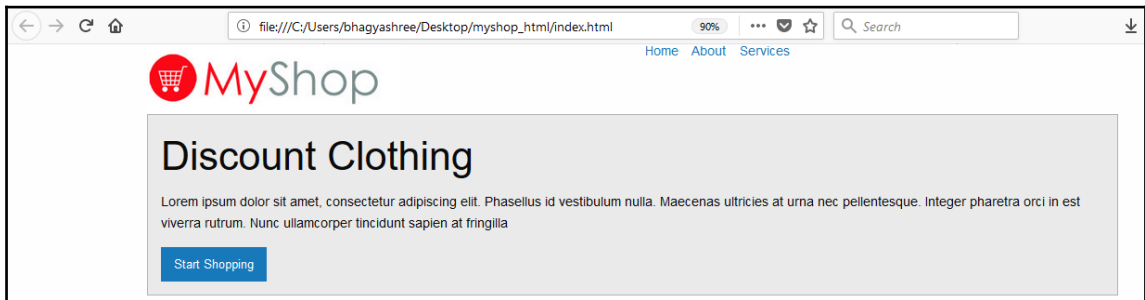 file:///C:/Users/bhagyashree/Desktop/myshop_html/index.html 90% Search
Home About Services
MyShop
Discount Clothing
Lorem ipsum dolor sit amet, consectetur adipiscing elit. Phasellus id vestibulum nulla. Maecenas ultricies at urna nec pellentesque. Integer pharetra orci in est
viverra rutrum. Nunc ullamcorper tincidunt sapien at fringilla
Start Shopping